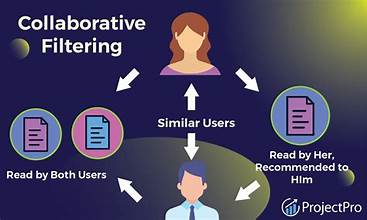 Collaborative
Filtering
Similar Users
Read by Both Users
Read by Her,
Recommended to
HIm
ProjectPro